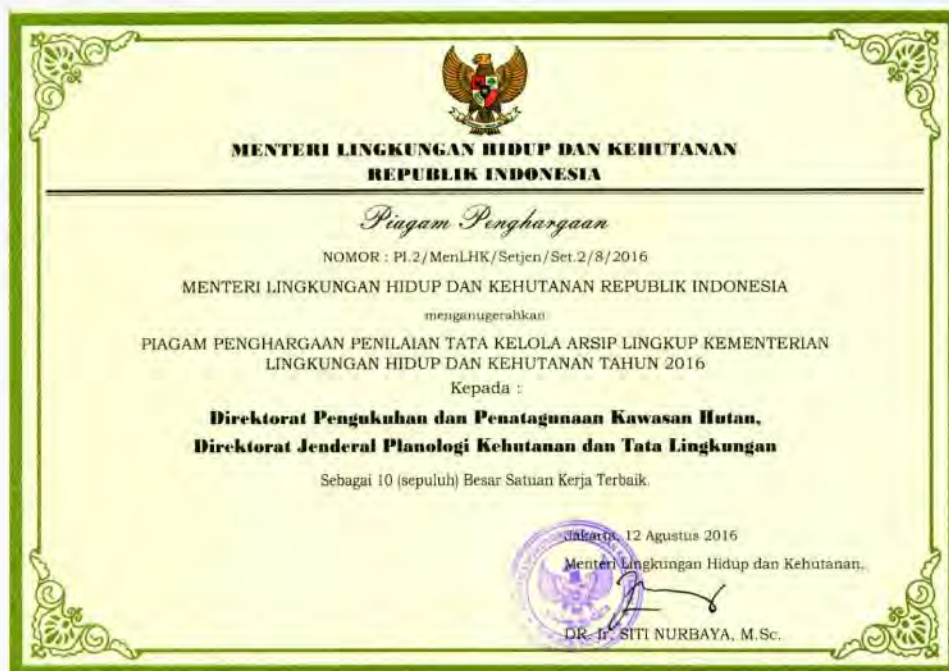 MENTERI LINGKUNGAN HIDUP DAN KEHUTANAN
REPUBLIK INDONESIA
Piagam Penghargaan
NOMOR : PI.2/MenLHK/Setjen/Set.2/8/2016
MENTERI LINGKUNGAN HIDUP DAN KEHUTANAN REPUBLIK INDONESIA
menganugerahkan
PIAGAM PENGHARGAAN PENILAIAN TATA KELOLA ARSIP LINGKUP KEMENTERIAN
LINGKUNGAN HIDUP DAN KEHUTANAN TAHUN 2016
Kepada :
Direktorat Pengukuhan dan Penatagunaan Kawasan Hutan,
Direktorat Jenderal Planologi Kehutanan dan Tata Lingkungan
Sebagai 10 (sepuluh) Besar Satuan Kerja Terbaik.
Jakarta, 12 Agustus 2016
Menteri Lingkungan Hidup dan Kehutanan,
DR. Ir. SITI NURBAYA, M.Sc.